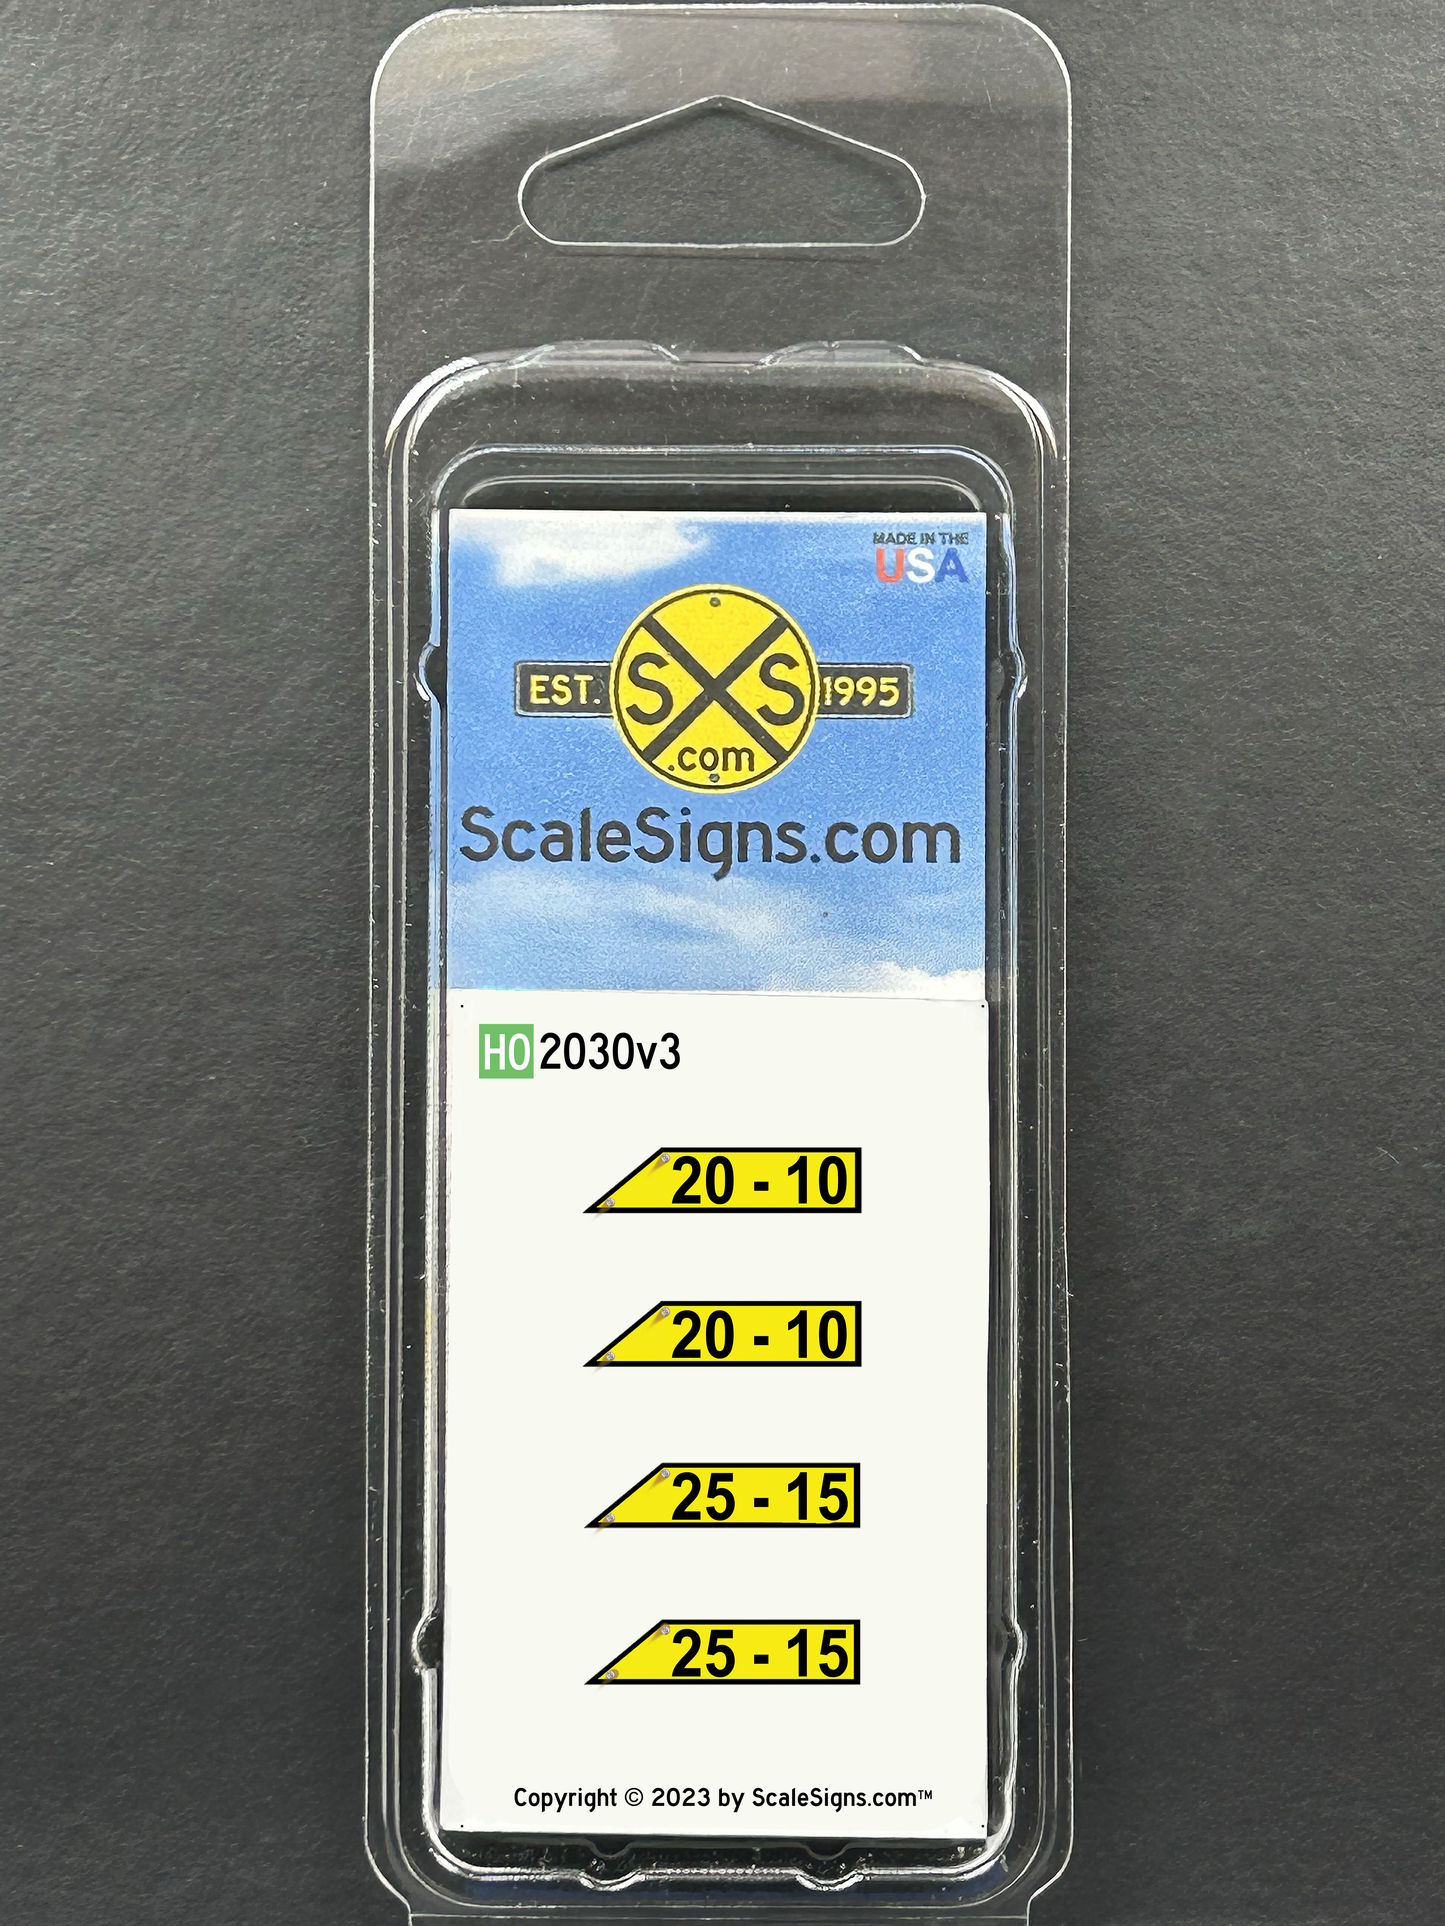 MADE IN THE
USA
EST. SXS 1995
.com
ScaleSigns.com
HO 2030v3
20 - 10
20 - 10
25 - 15
25 - 15
Copyright © 2023 by ScaleSigns.com™